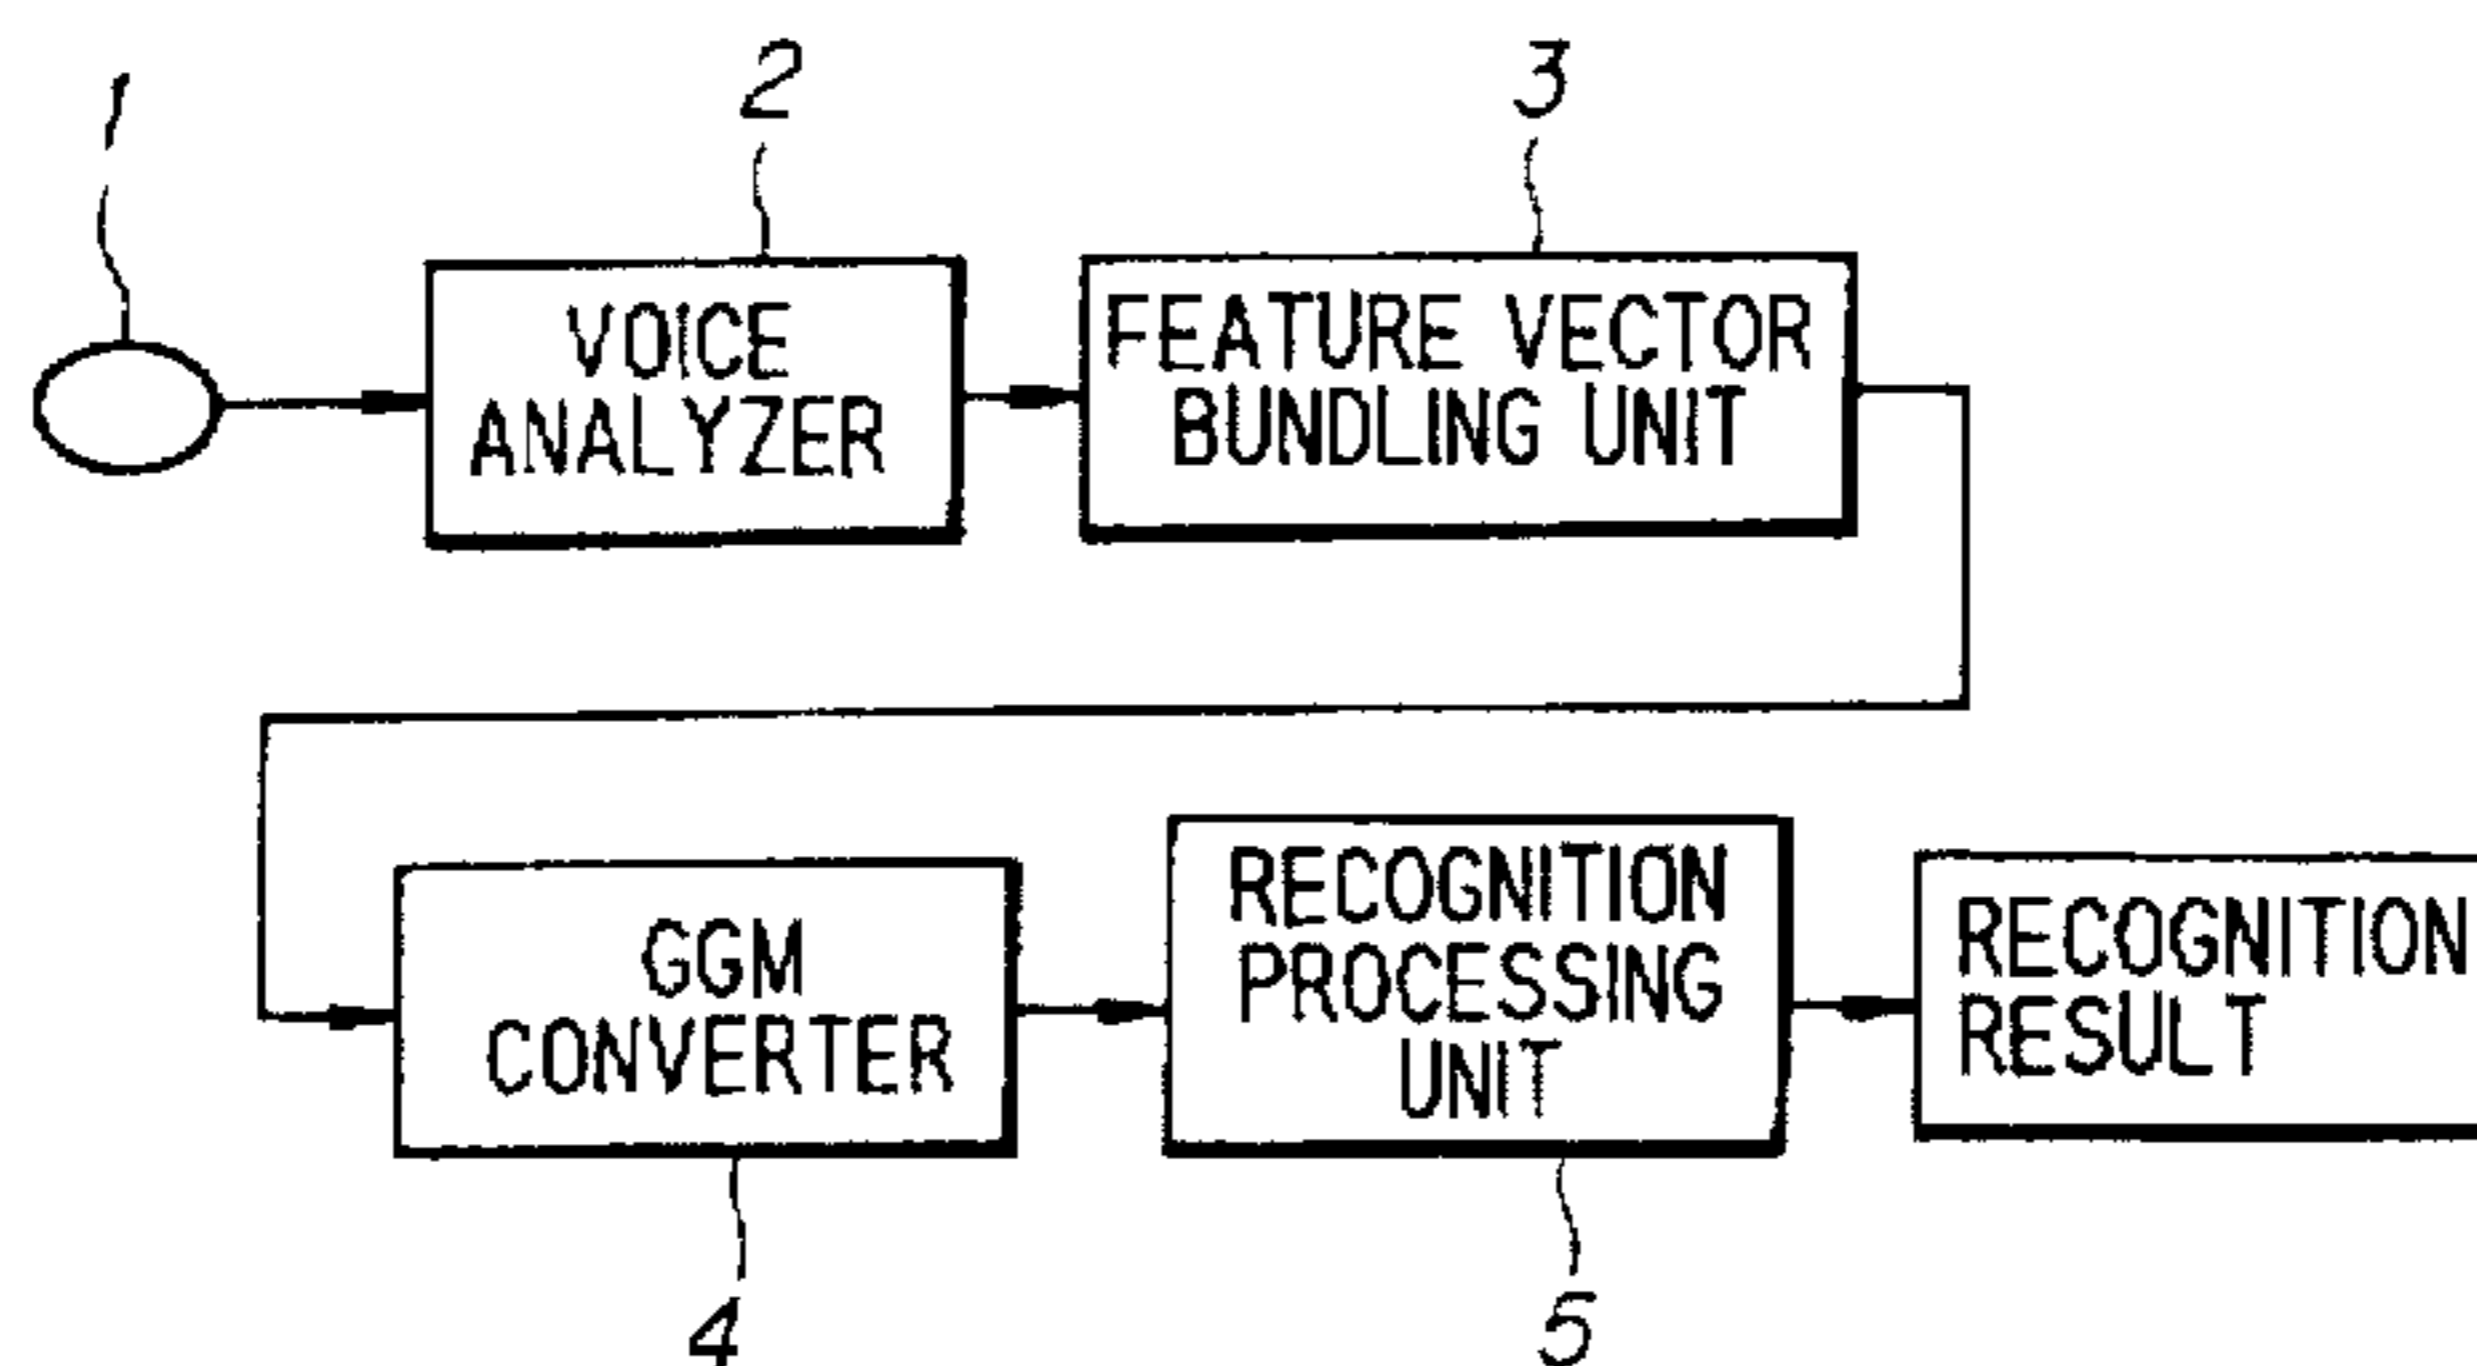 1
2
3
VOICE
ANALYZER
FEATURE VECTOR
BUNDLING UNIT
GGM
CONVERTER
RECOGNITION
PROCESSING
UNIT
RECOGNITION
RESULT
4
5